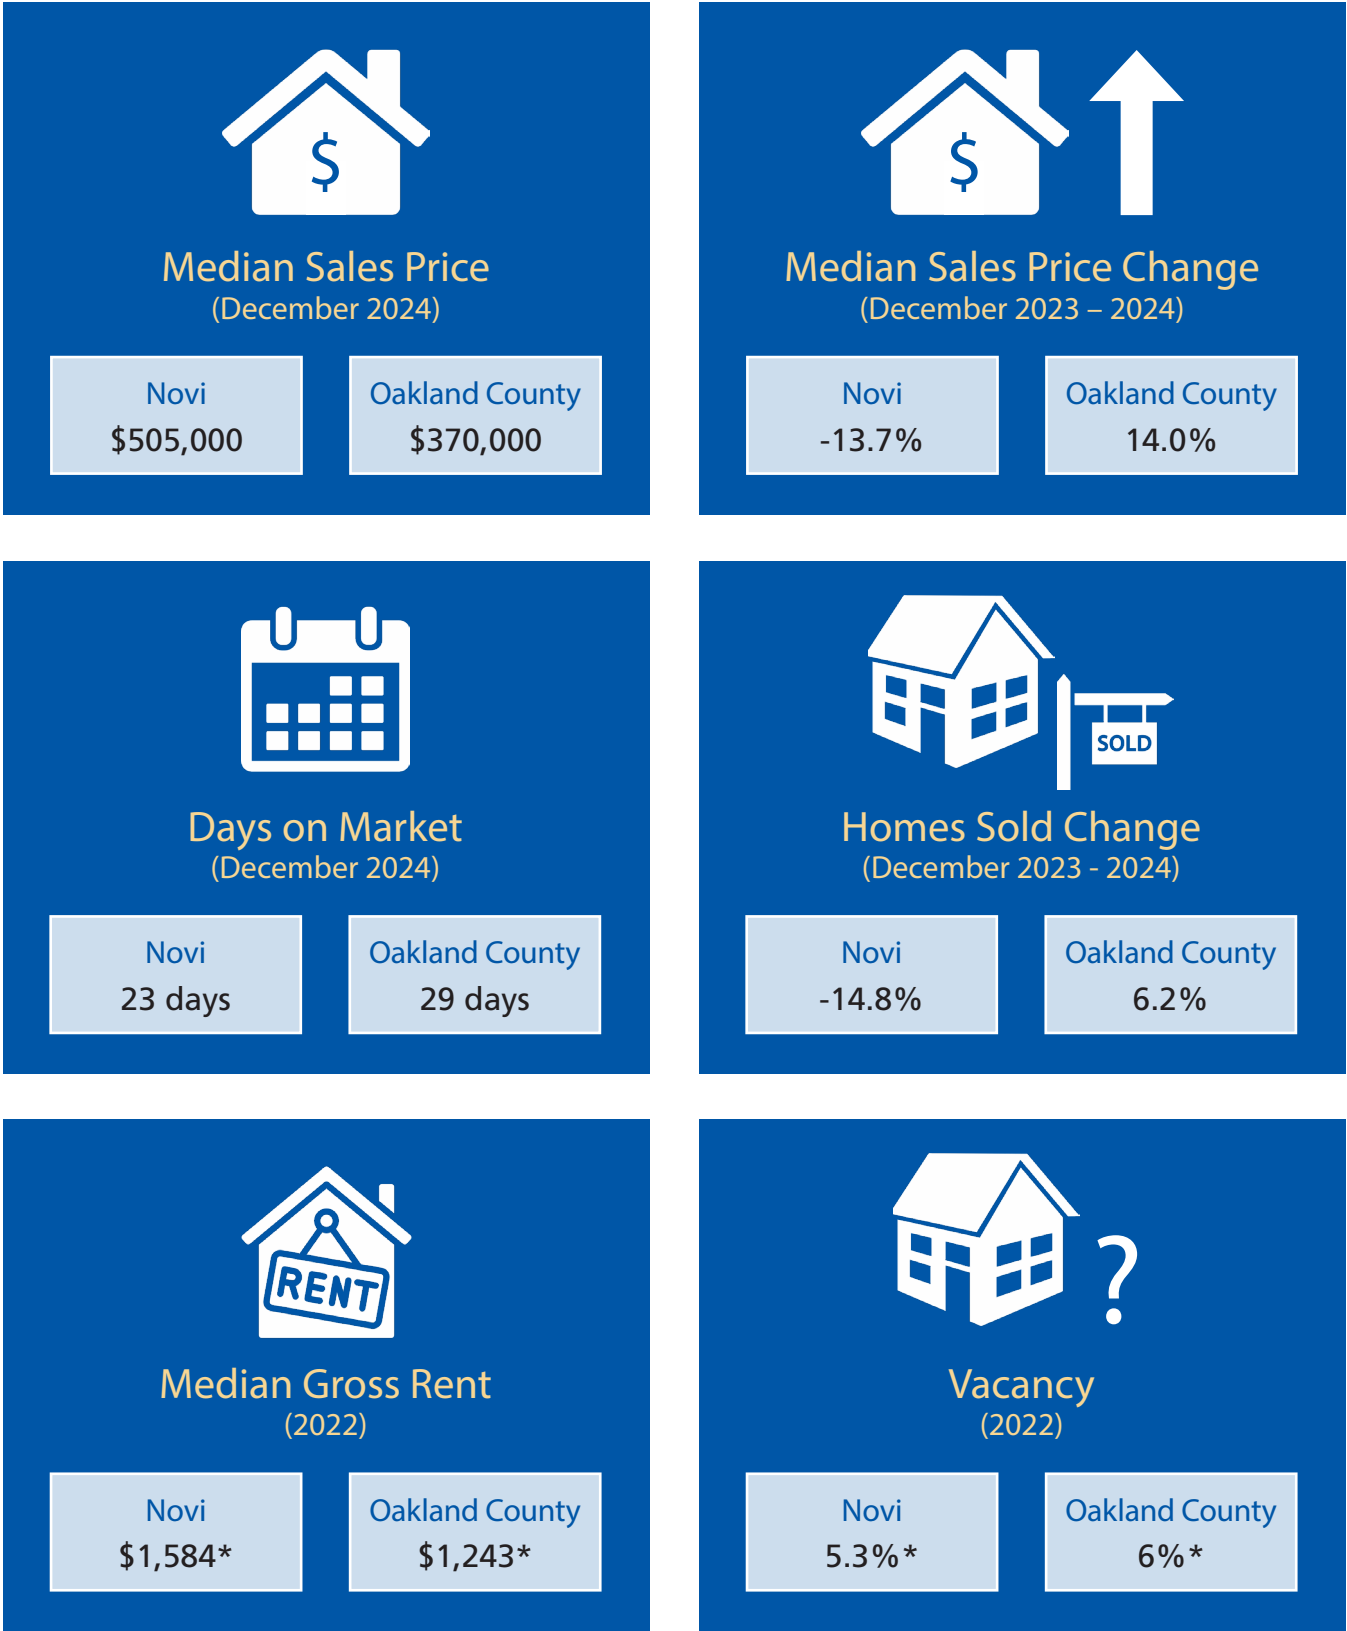 $
Median Sales Price
(December 2024)
Novi
$505,000
Oakland County
$370,000
$
Median Sales Price Change
(December 2023 – 2024)
Novi
-13.7%
Oakland County
14.0%
Days on Market
(December 2024)
Novi
23 days
Oakland County
29 days
SOLD
Homes Sold Change
(December 2023 - 2024)
Novi
-14.8%
Oakland County
6.2%
RENT
Median Gross Rent
(2022)
Novi
$1,584*
Oakland County
$1,243*
?
Vacancy
(2022)
Novi
5.3%*
Oakland County
6%*